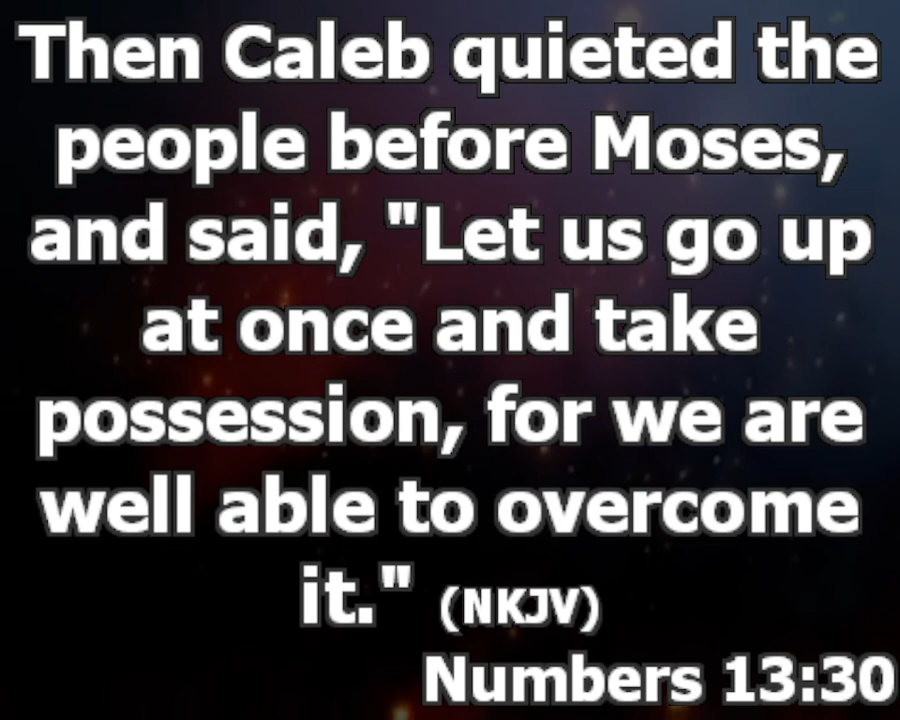 Then Caleb quieted the
people before Moses,
and said, "Let us go up
at once and take
possession, for we are
well able to overcome
it." (NKJV)
Numbers 13:30